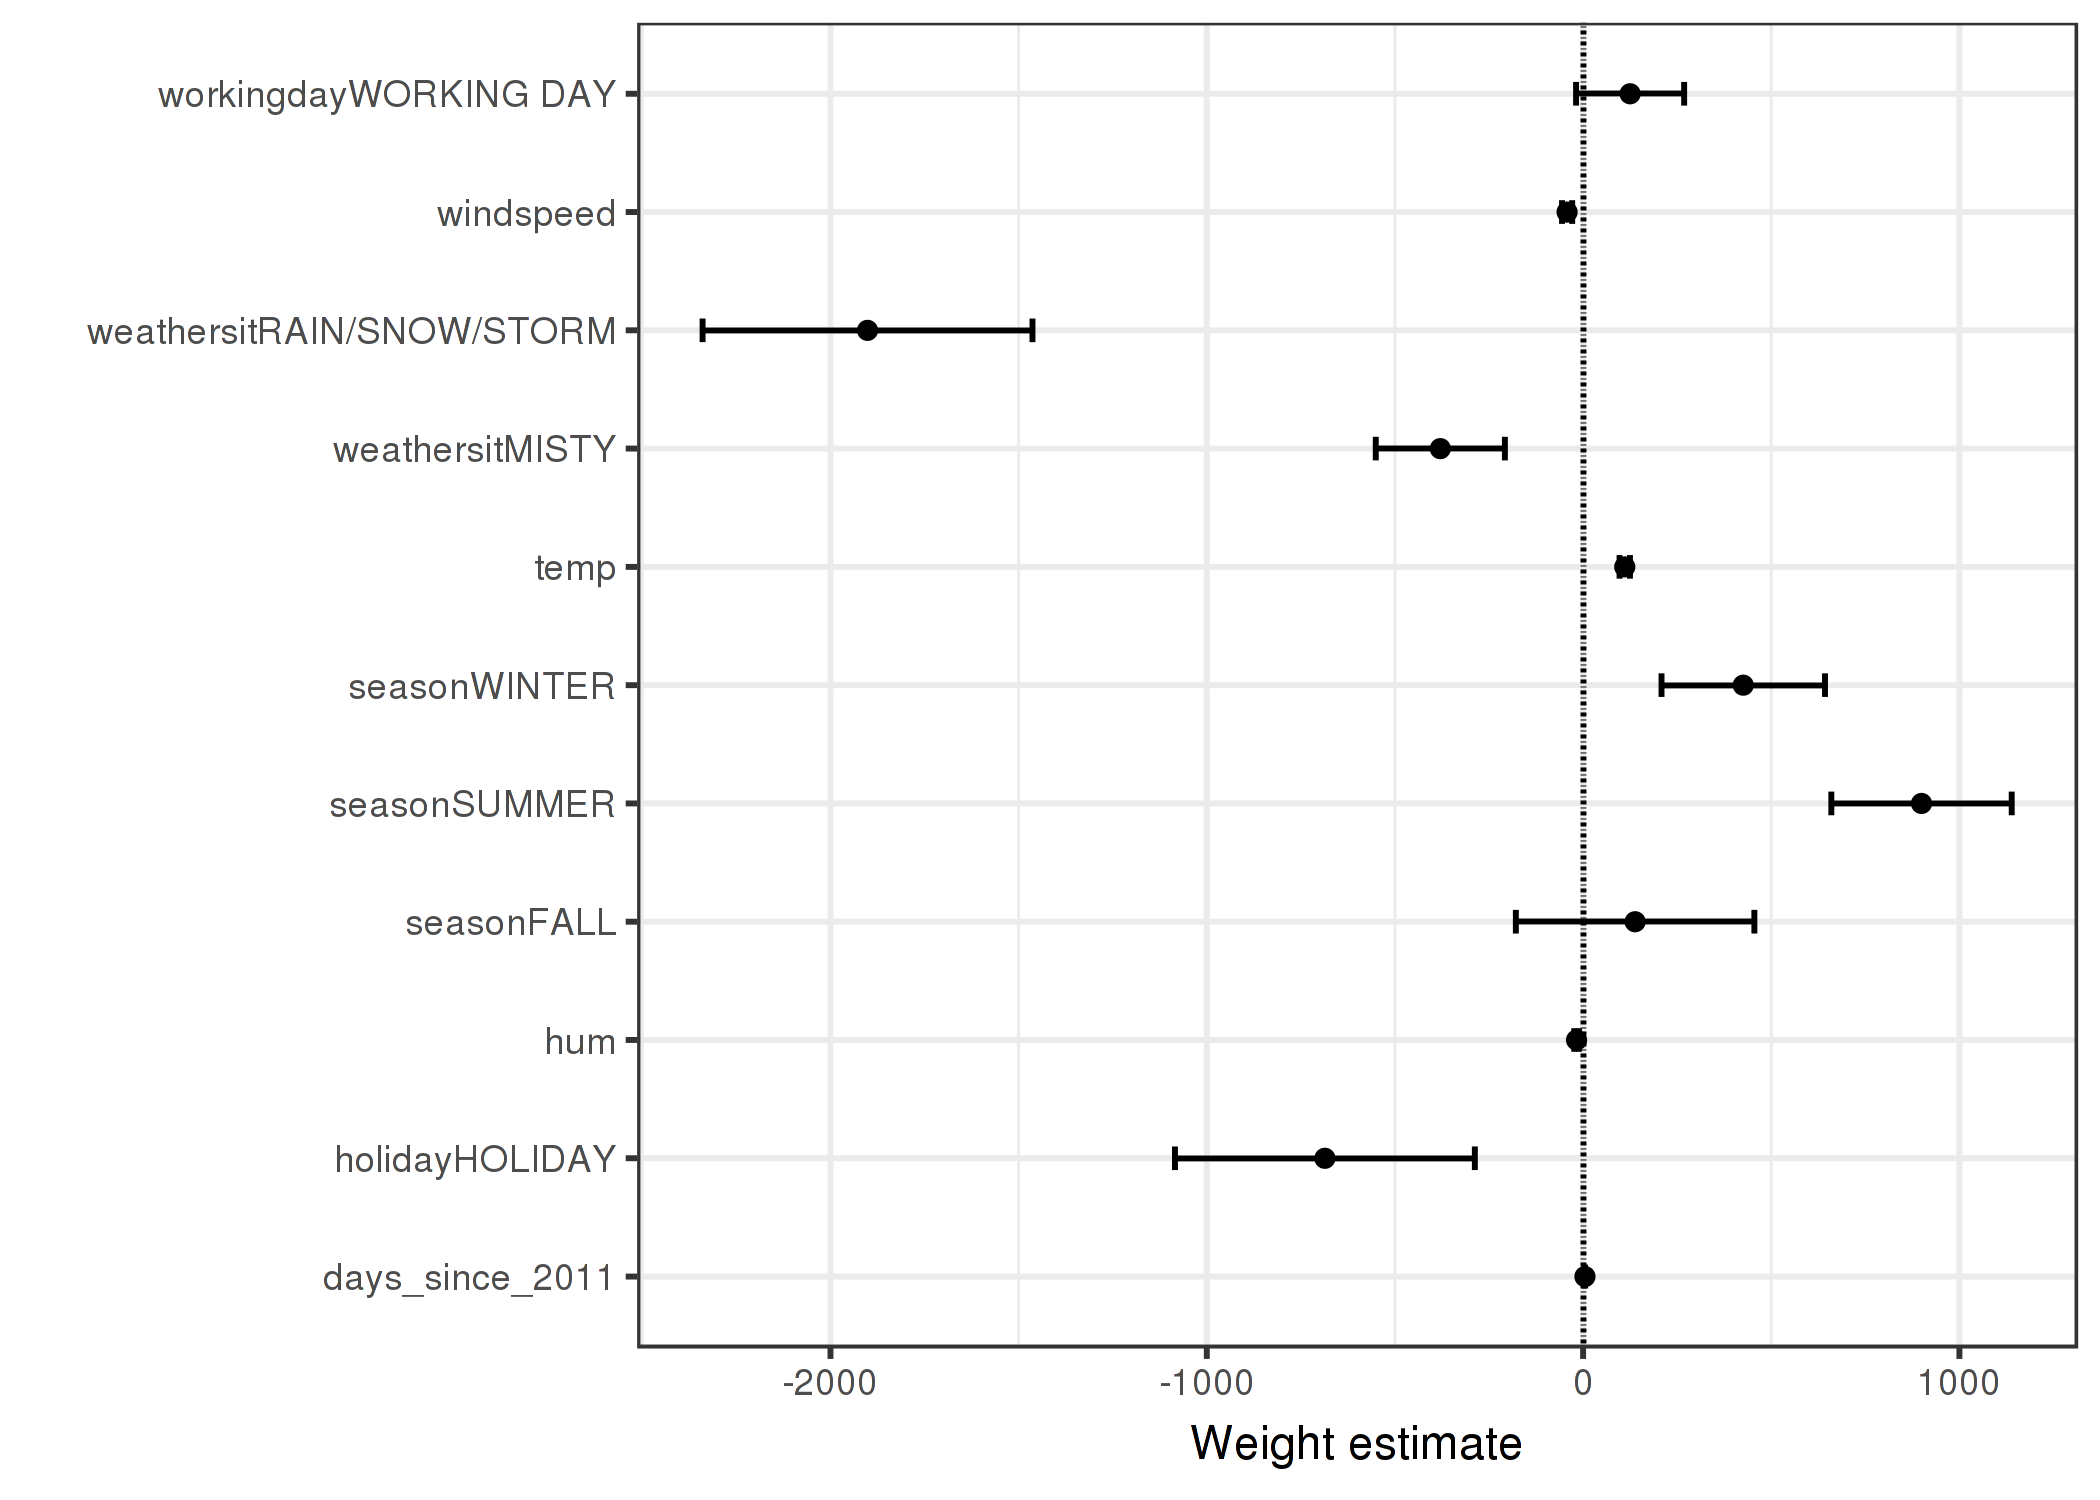 workingdayWORKING DAY
windspeed
weathersitRAIN/SNOW/STORM
weathersitMISTY
temp
seasonWINTER
seasonSUMMER
seasonFALL
hum
holidayHOLIDAY
days_since_2011
-2000 -1000 0 1000
Weight estimate